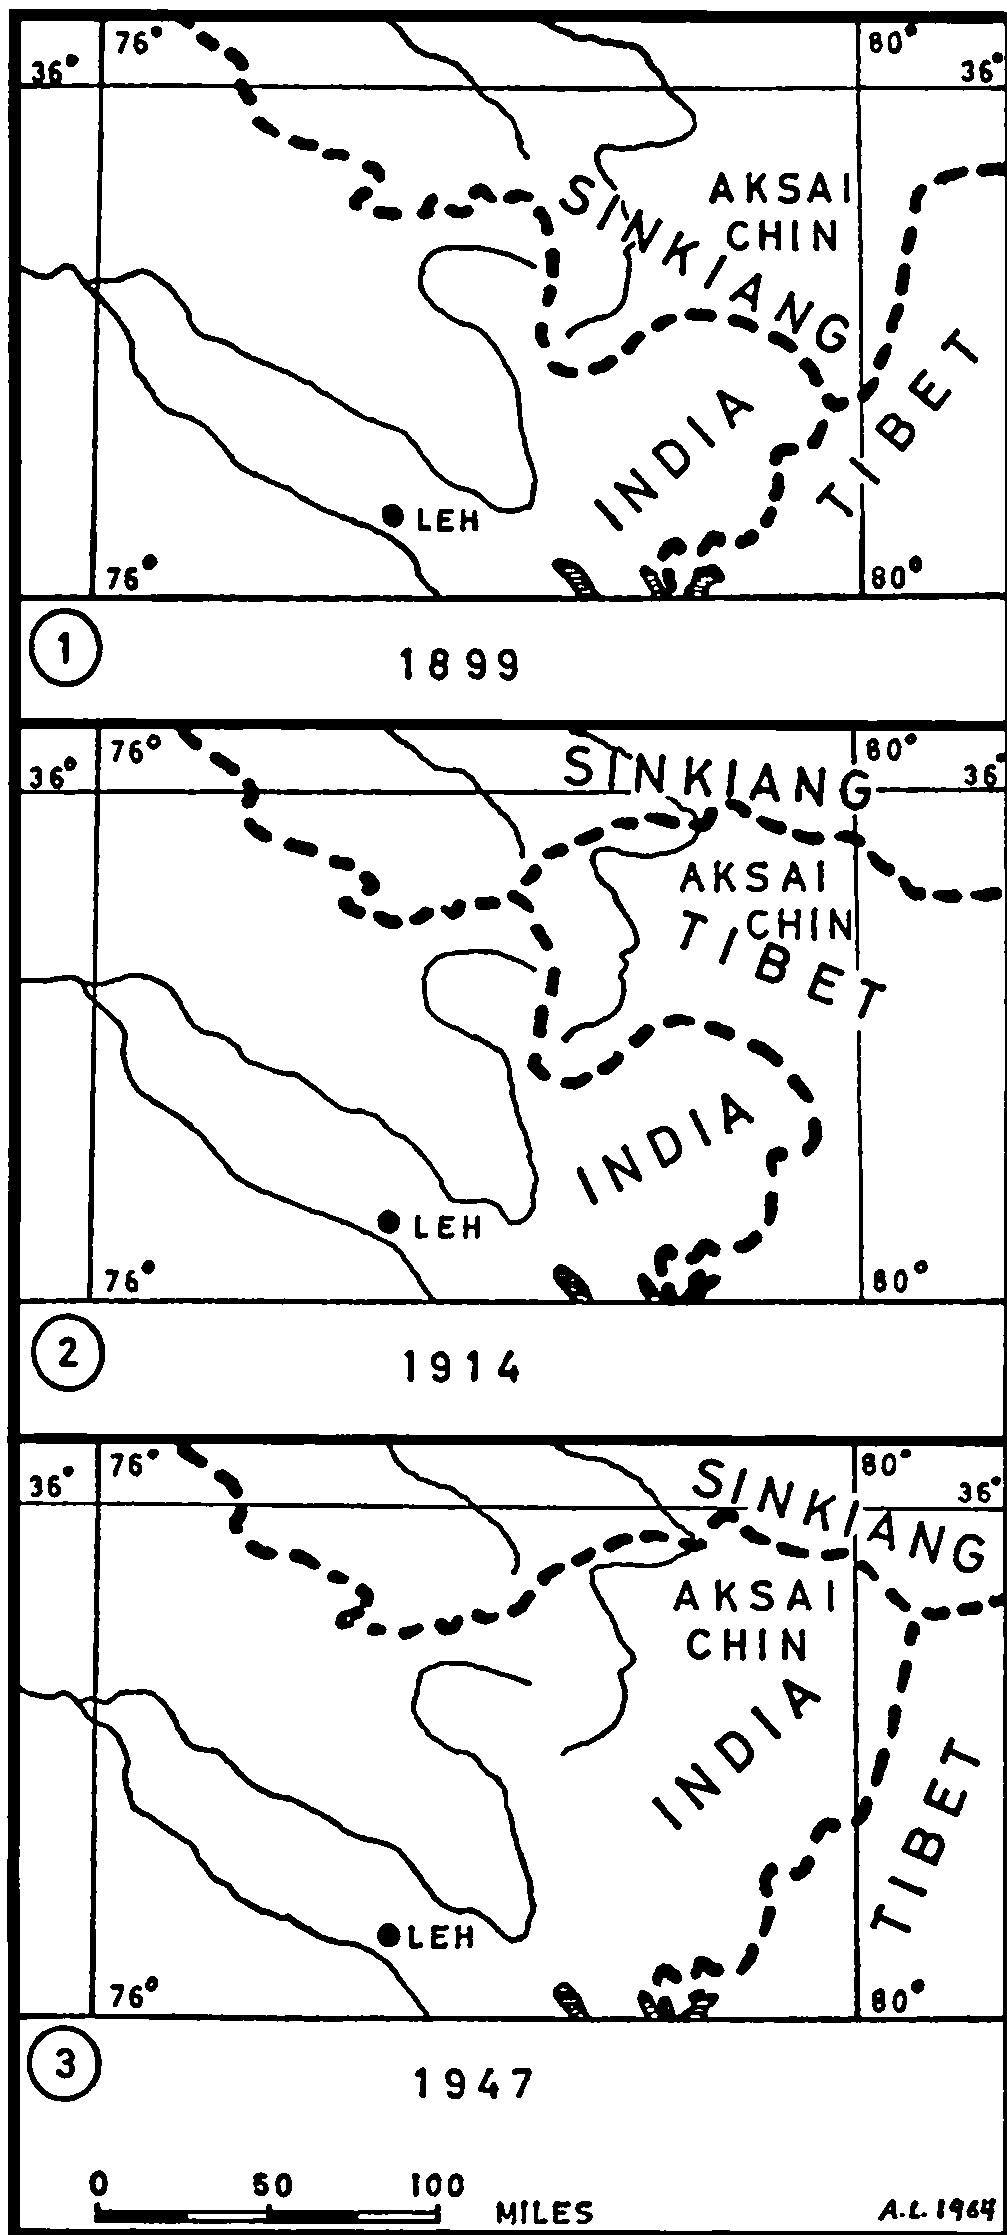 76° 80°
36° 36°
SINKIANG
AKSAI
CHIN
INDIA
TIBET
LEH
76° 80°
1 1899
76° 80°
36° 36°
SINKIANG
AKSAI
CHIN
TIBET
INDIA
LEH
76° 80°
2 1914
76° 80°
36° 36°
SINKIANG
AKSAI
CHIN
INDIA
TIBET
LEH
76° 80°
3 1947
0 50 100
MILES
A.L. 1964